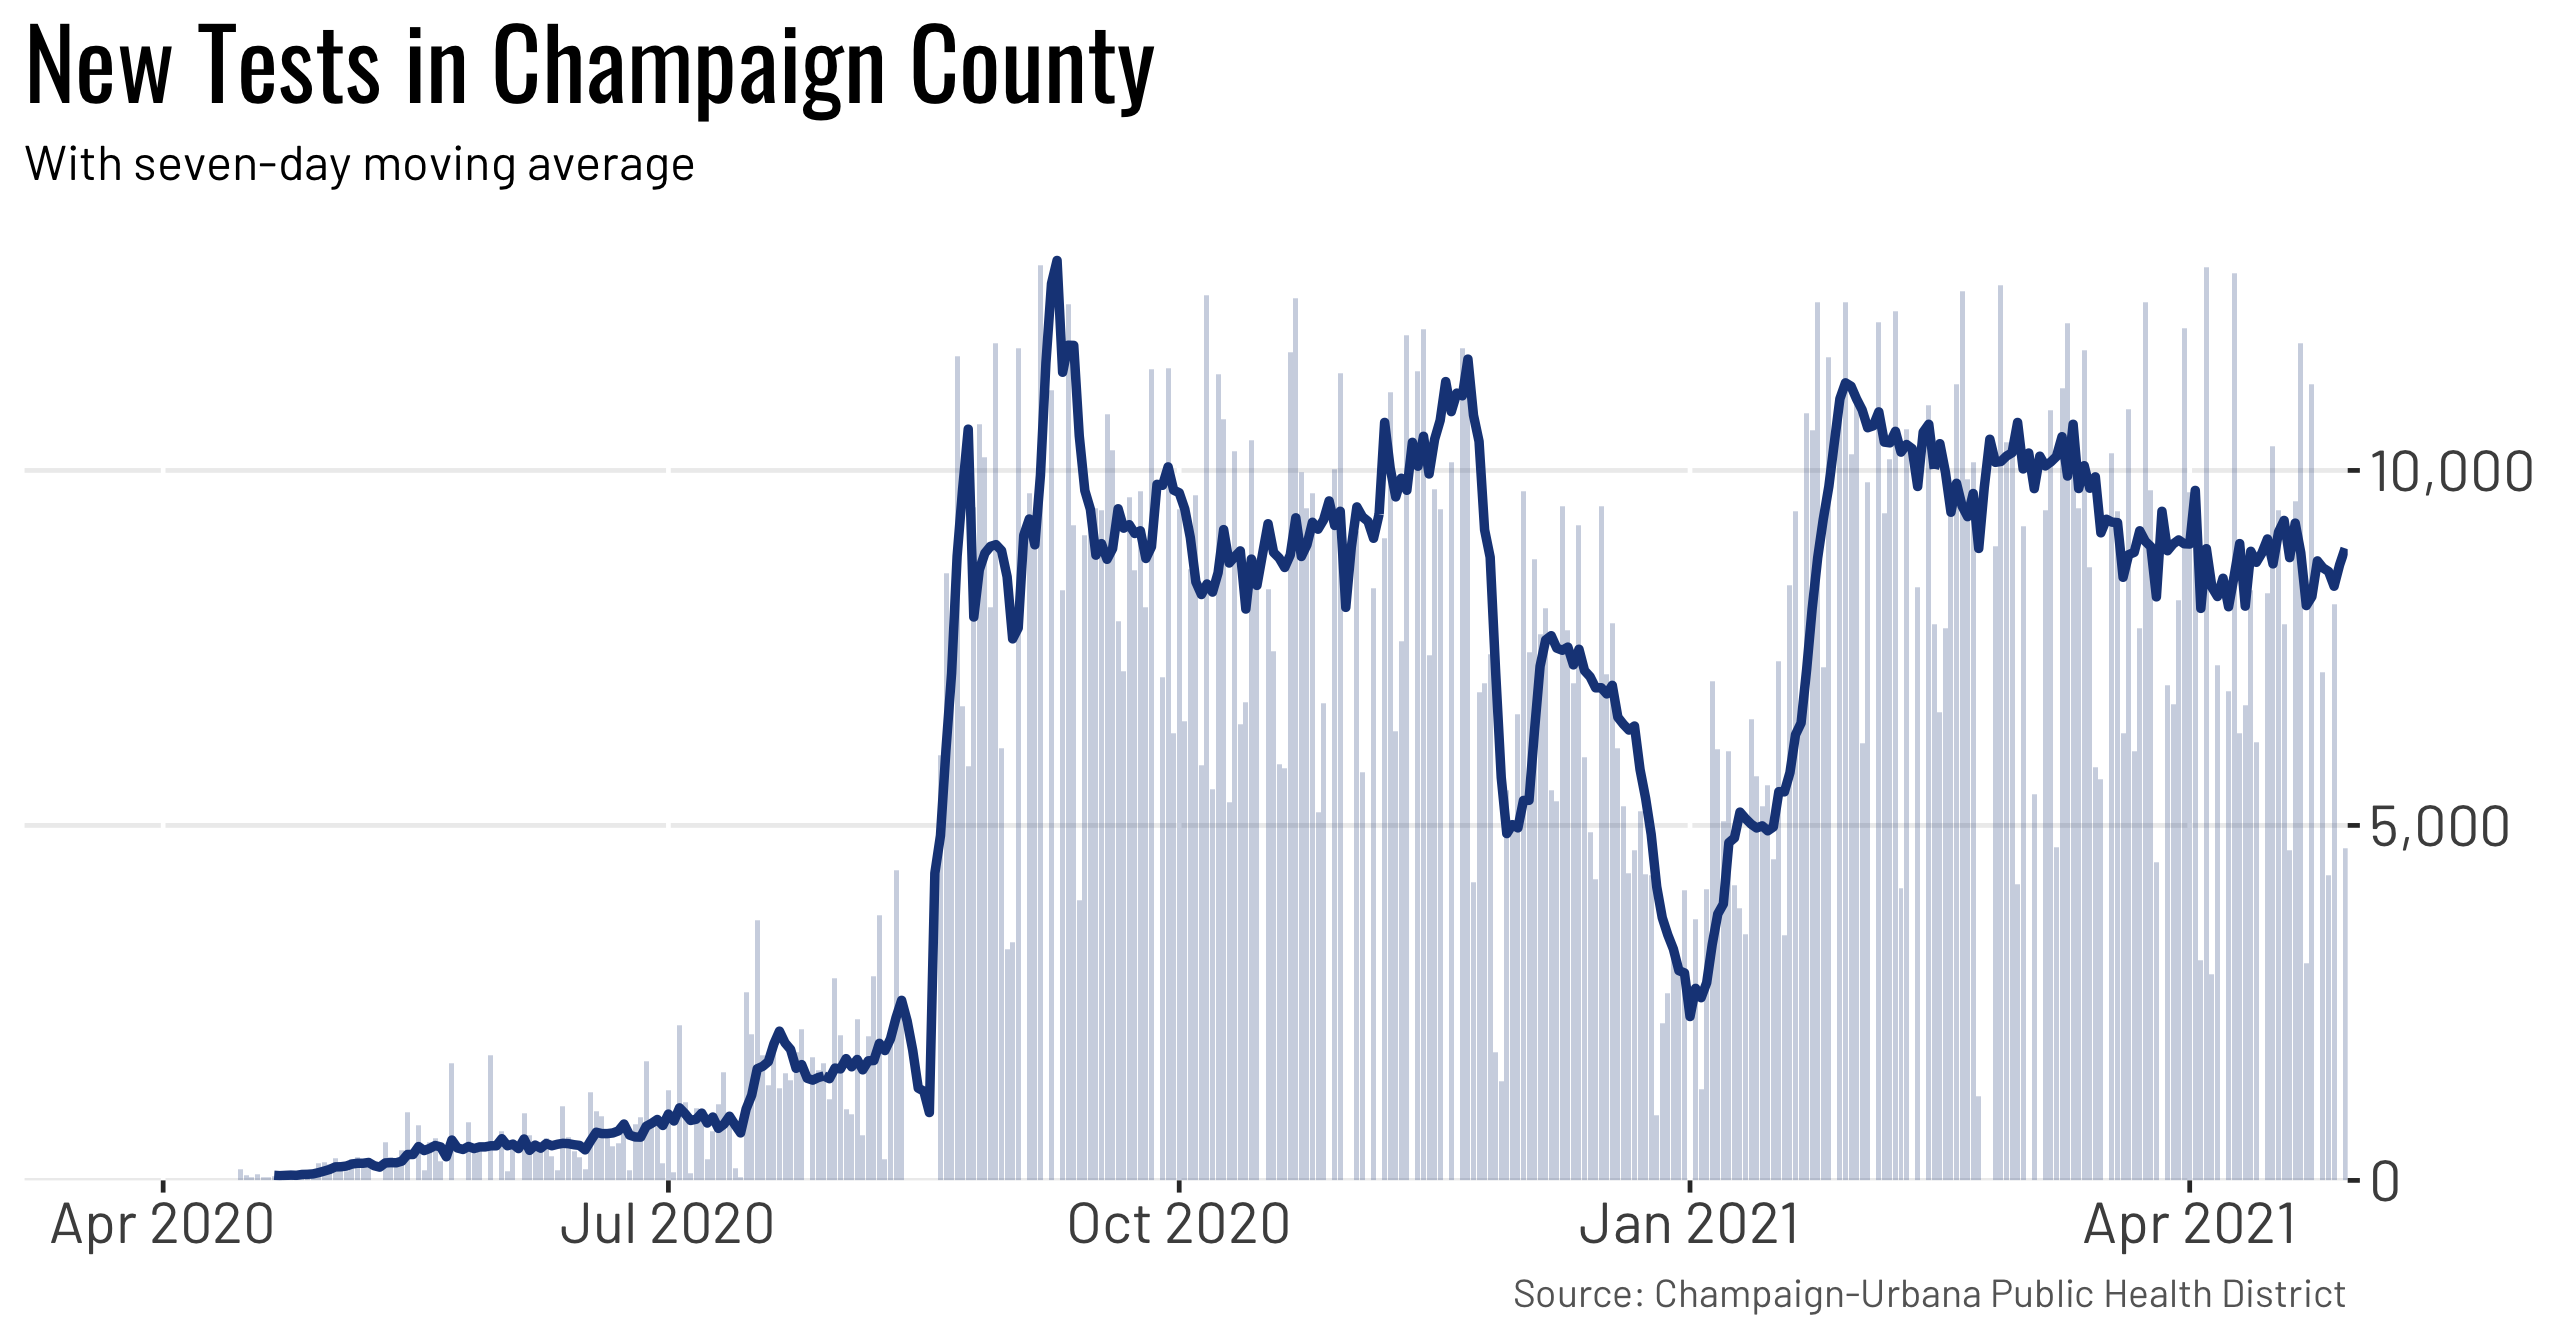 New Tests in Champaign County
With seven-day moving average
10,000
5,000
0
Apr 2020 Jul 2020 Oct 2020 Jan 2021 Apr 2021
Source: Champaign-Urbana Public Health District